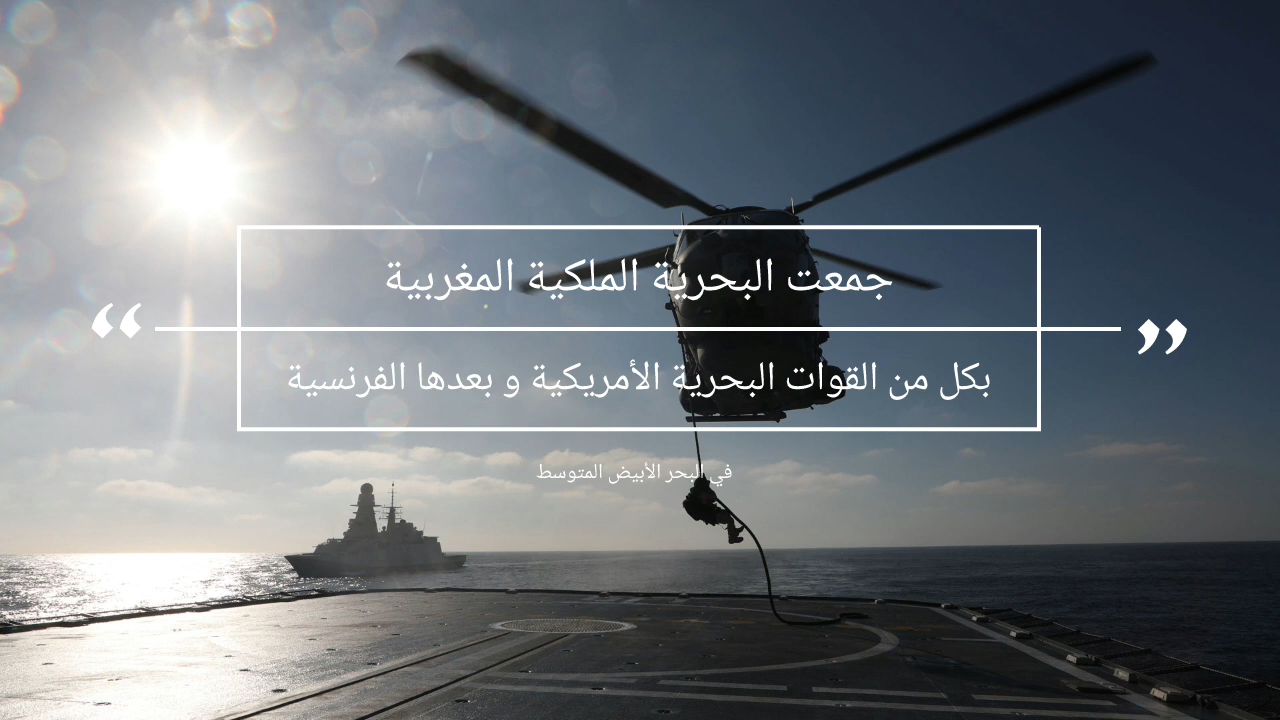 جمعت البحرية الملكية المغربية
بكل من القوات البحرية الأمريكية و بعدها الفرنسية
في البحر الأبيض المتوسط